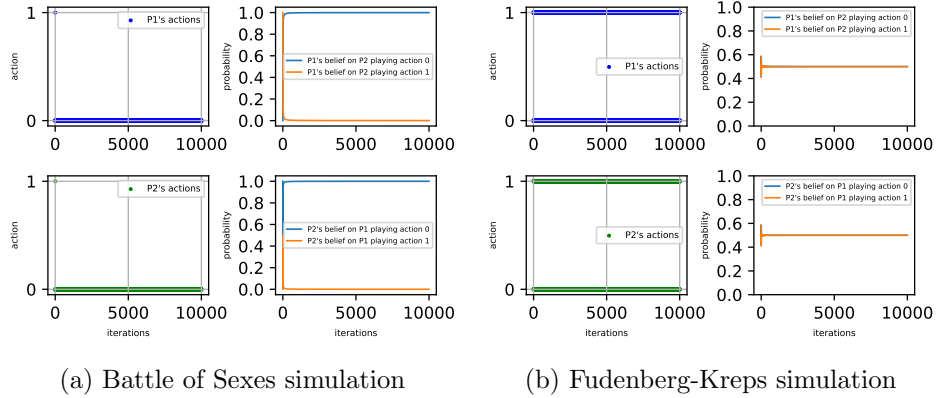 1
0
action
P1's actions
0 5000 10000
1.0
0.8
0.6
0.4
0.2
0.0
probability
P1's belief on P2 playing action 0
P1's belief on P2 playing action 1
0 5000 10000
1
0
action
P1's actions
0 5000 10000
1.0
0.8
0.6
0.4
0.2
0.0
probability
P1's belief on P2 playing action 0
P1's belief on P2 playing action 1
0 5000 10000
1
0
action
P2's actions
0 5000 10000
iterations
1.0
0.8
0.6
0.4
0.2
0.0
probability
P2's belief on P1 playing action 0
P2's belief on P1 playing action 1
0 5000 10000
iterations
1
0
action
P2's actions
0 5000 10000
iterations
1.0
0.8
0.6
0.4
0.2
0.0
probability
P2's belief on P1 playing action 0
P2's belief on P1 playing action 1
0 5000 10000
iterations
(a) Battle of Sexes simulation
(b) Fudenberg-Kreps simulation